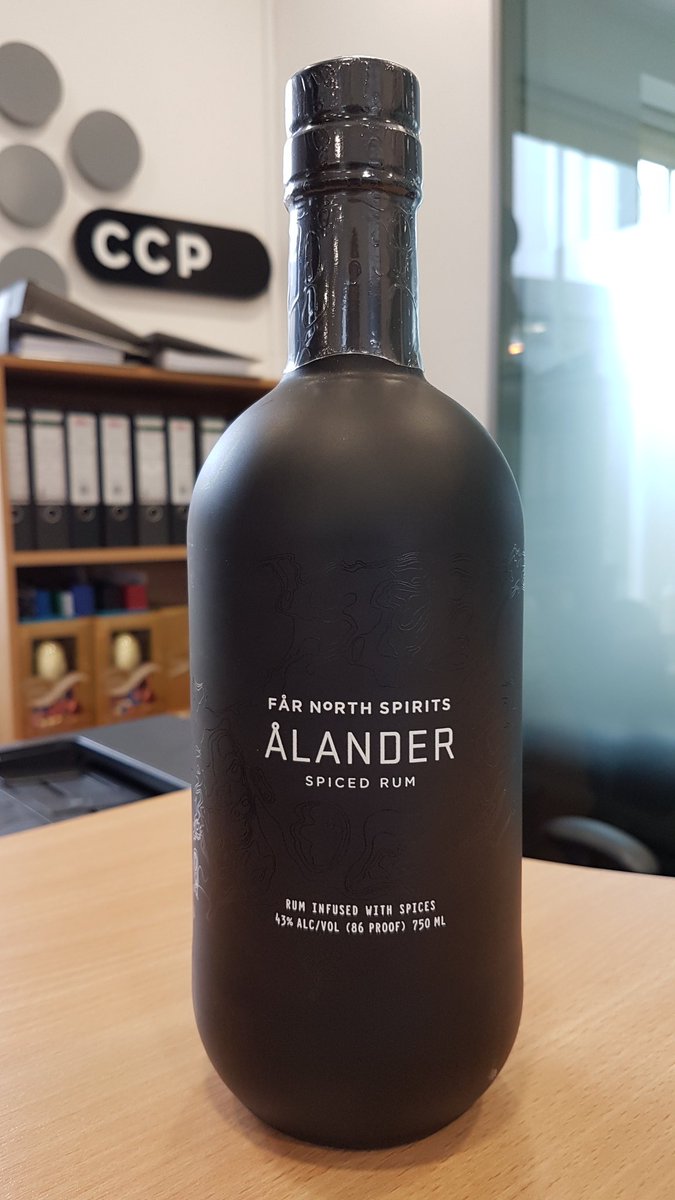 CCP
FÅR NORTH SPIRITS
ÅLANDER
SPICED RUM
RUM INFUSED WITH SPICES
43% ALC/VOL (86 PROOF) 750 ML